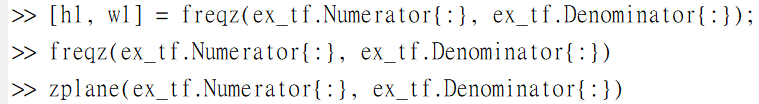 >> [h1, w1] = freqz(ex_tf.Numerator{:}, ex_tf.Denominator{:});
>> freqz(ex_tf.Numerator{:}, ex_tf.Denominator{:})
>> zplane(ex_tf.Numerator{:}, ex_tf.Denominator{:})